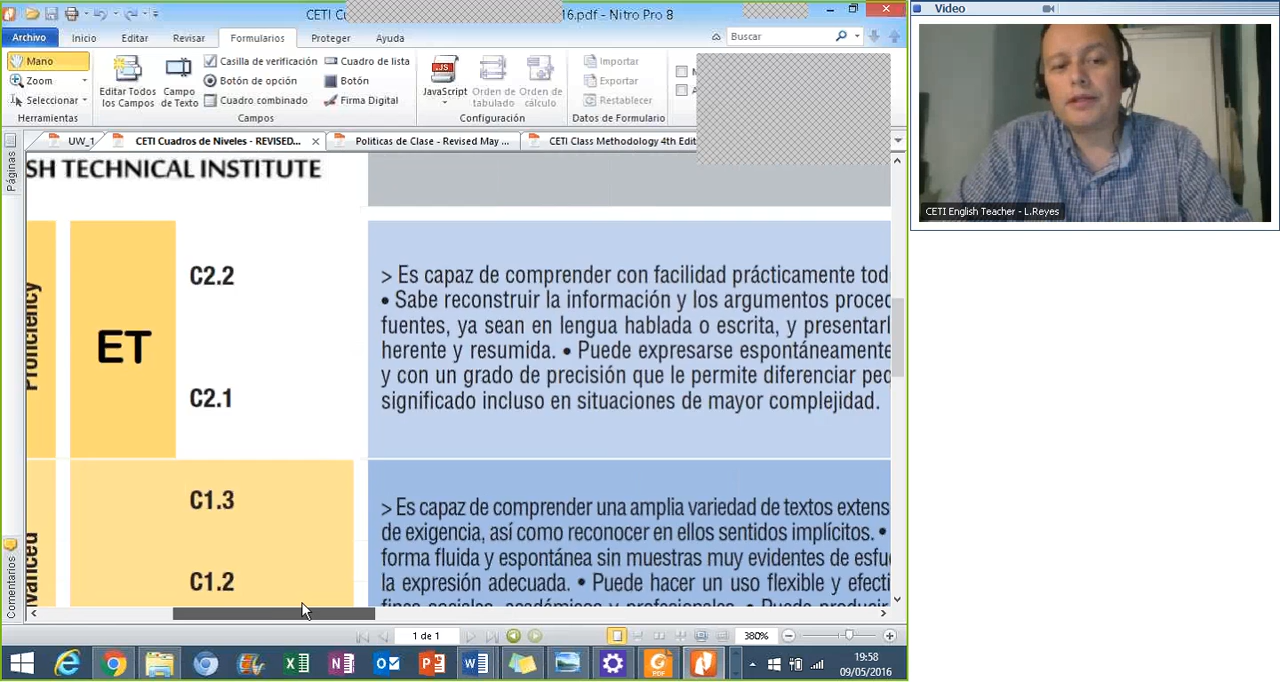 CETI Cu
16.pdf - Nitro Pro 8
Archivo
Inicio
Editar
Revisar
Formularios
Proteger
Ayuda
Buscar
Mano
Zoom
Seleccionar
Herramientas
Editar Todos
los Campos
Campo
de Texto
Casilla de verificación
Botón de opción
Cuadro combinado
Cuadro de lista
Botón
Firma Digital
Campos
JavaScript
Orden de
tabulado
Orden de
cálculo
Configuración
Importar
Exportar
Restablecer
Datos de Formulario
UW_1
CETI Cuadros de Niveles - REVISED...
Politicas de Clase - Revised May ...
CETI Class Methodology 4th Edit
Páginas
Comentarios
SH TECHNICAL INSTITUTE
Proficiency
ET
C2.2
C2.1
> Es capaz de comprender con facilidad prácticamente tod
• Sabe reconstruir la información y los argumentos proced
fuentes, ya sean en lengua hablada o escrita, y presentarl
herente y resumida. • Puede expresarse espontáneamente
y con un grado de precisión que le permite diferenciar peq
significado incluso en situaciones de mayor complejidad.
vanced
C1.3
C1.2
> Es capaz de comprender una amplia variedad de textos extens
de exigencia, así como reconocer en ellos sentidos implícitos. •
forma fluida y espontánea sin muestras muy evidentes de esfu
la expresión adecuada. • Puede hacer un uso flexible y efecti
fines sociales, académicos y profesionales. • Puede producir
1 de 1
380%
19:58
09/05/2016
Video
CETI English Teacher - L.Reyes